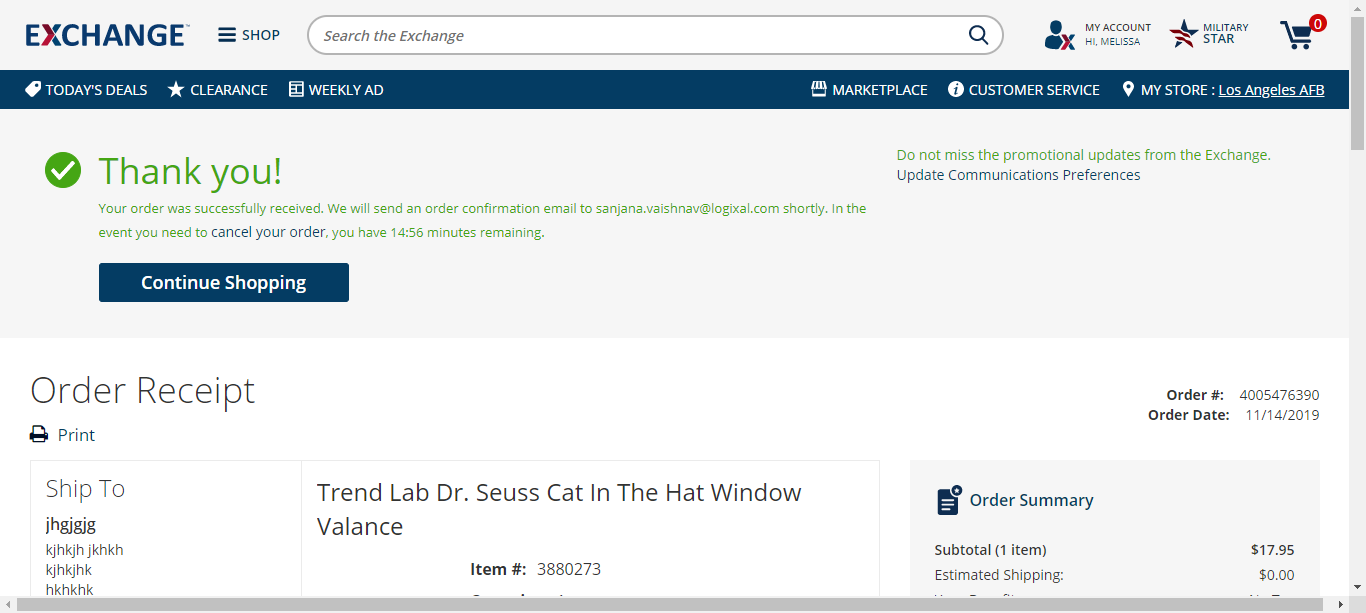 EXCHANGE
SHOP
Search the Exchange
MY ACCOUNT
HI, MELISSA
MILITARY
STAR
0
TODAY'S DEALS
CLEARANCE
WEEKLY AD
MARKETPLACE
CUSTOMER SERVICE
MY STORE : Los Angeles AFB
Thank you!
Your order was successfully received. We will send an order confirmation email to sanjana.vaishnav@logixal.com shortly. In the
event you need to cancel your order, you have 14:56 minutes remaining.
Continue Shopping
Do not miss the promotional updates from the Exchange.
Update Communications Preferences
Order Receipt
Print
Order #: 4005476390
Order Date: 11/14/2019
Ship To
jhgjgjg
kjhkjh jkhkh
kjhkjhk
hkhkhk
Trend Lab Dr. Seuss Cat In The Hat Window
Valance
Item #: 3880273
Order Summary
Subtotal (1 item) $17.95
Estimated Shipping: $0.00